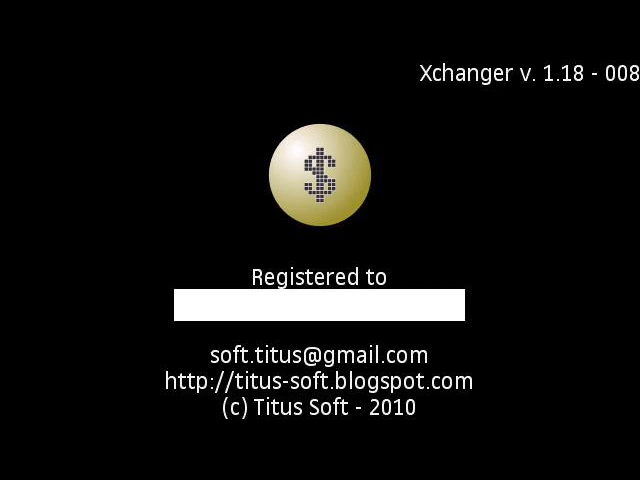 Xchanger v. 1.18 - 008
$
Registered to
soft.titus@gmail.com
http://titus-soft.blogspot.com
(c) Titus Soft - 2010